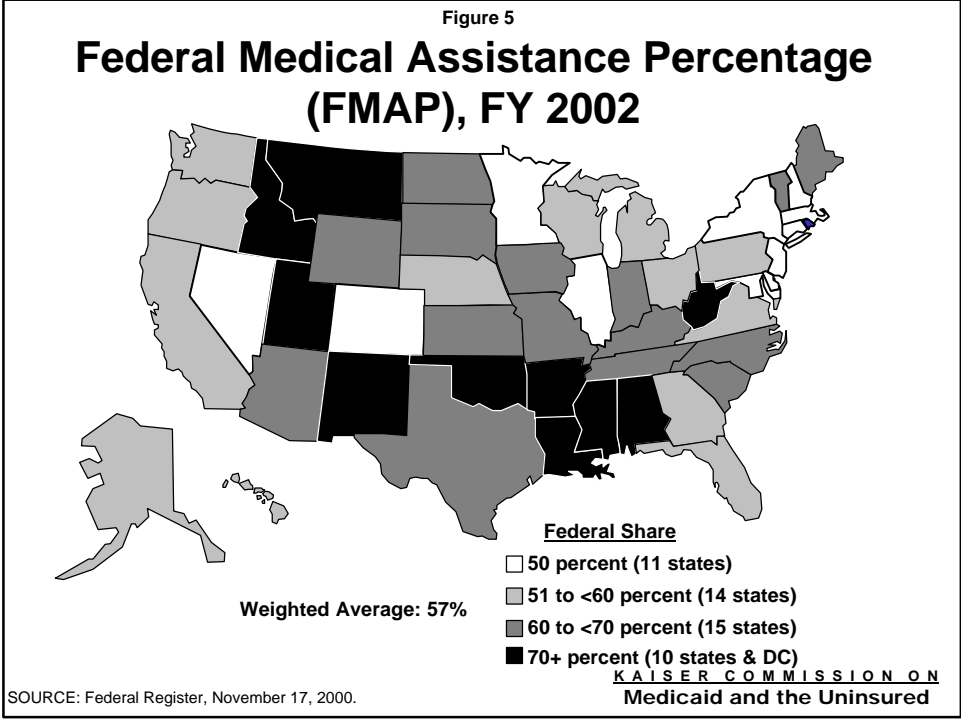 Figure 5
Federal Medical Assistance Percentage
(FMAP), FY 2002
Federal Share
50 percent (11 states)
51 to <60 percent (14 states)
Weighted Average: 57%
60 to <70 percent (15 states)
70+ percent (10 states & DC)
KAISER COMMISSION ON
SOURCE: Federal Register, November 17, 2000.
Medicaid and the Uninsured